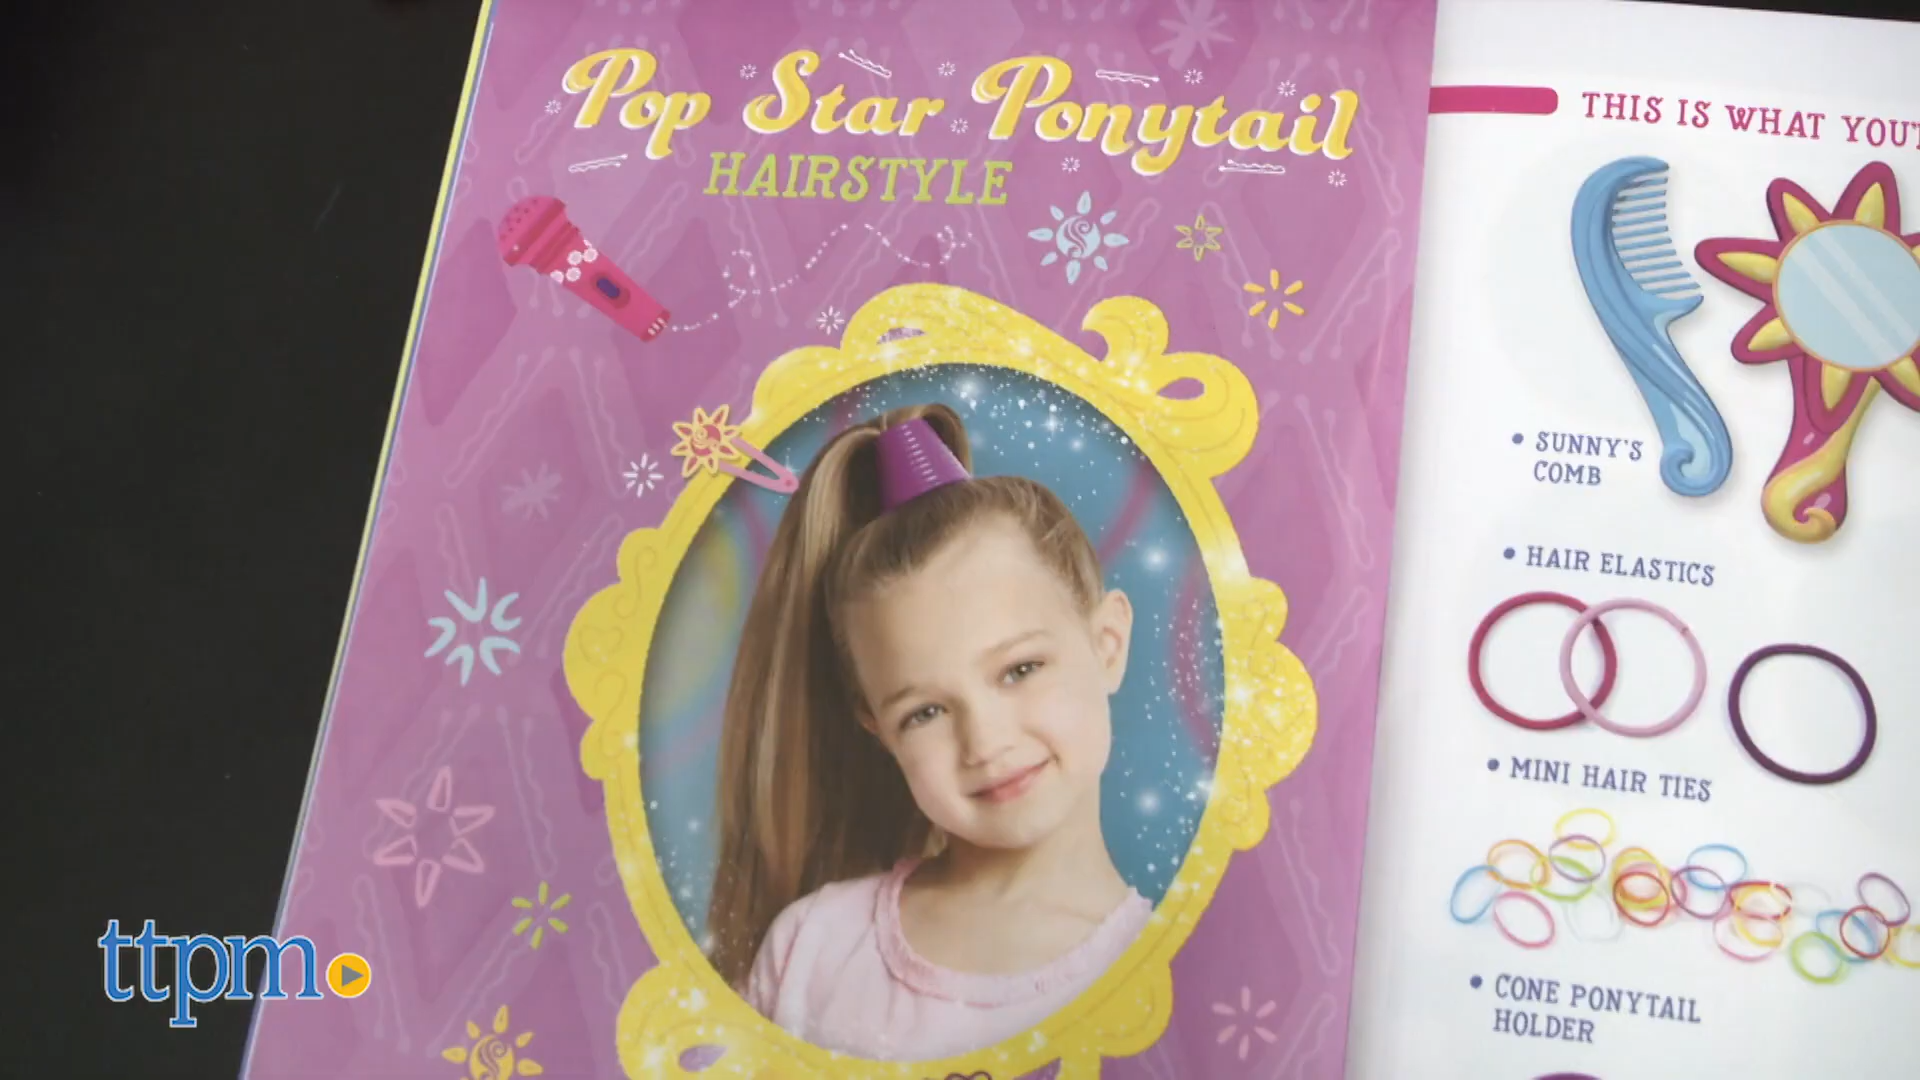 Pop Star Ponytail
HAIRSTYLE
THIS IS WHAT YOU'
• SUNNY'S
COMB
• HAIR ELASTICS
• MINI HAIR TIES
• CONE PONYTAIL
HOLDER
ttpm